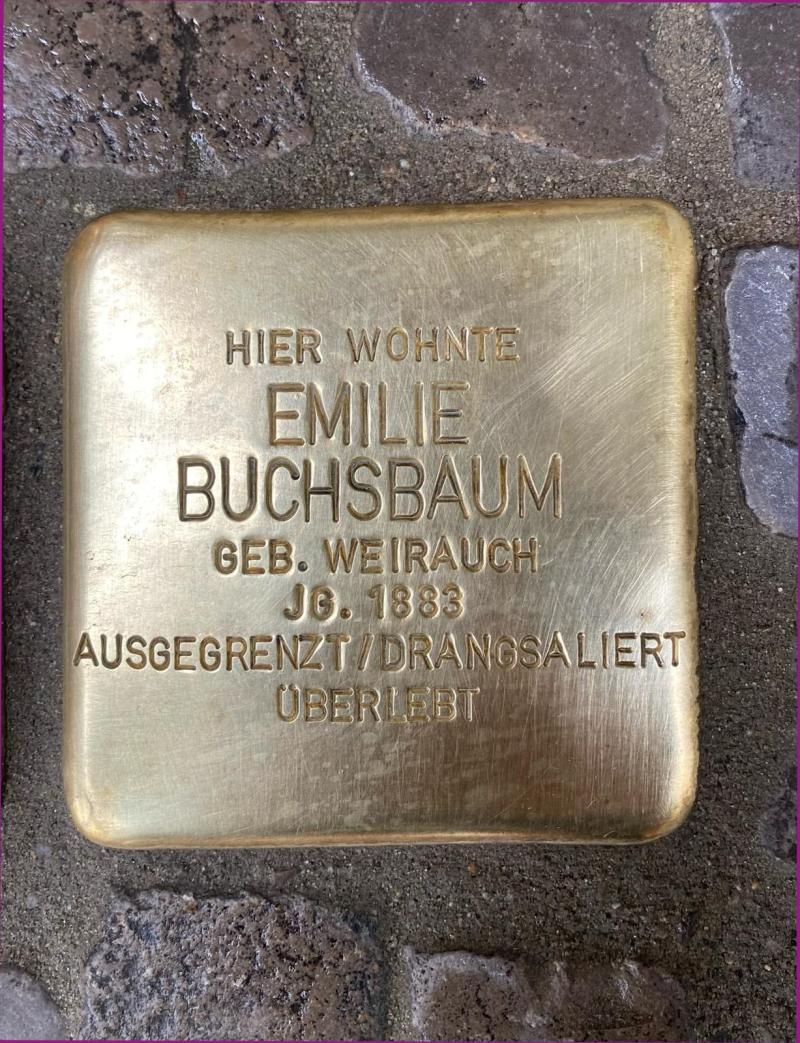 HIER WOHNTE
EMILIE
BUCHSBAUM
GEB. WEIRAUCH
JG. 1883
AUSGEGRENZT/DRANGSALIERT
ÜBERLEBT